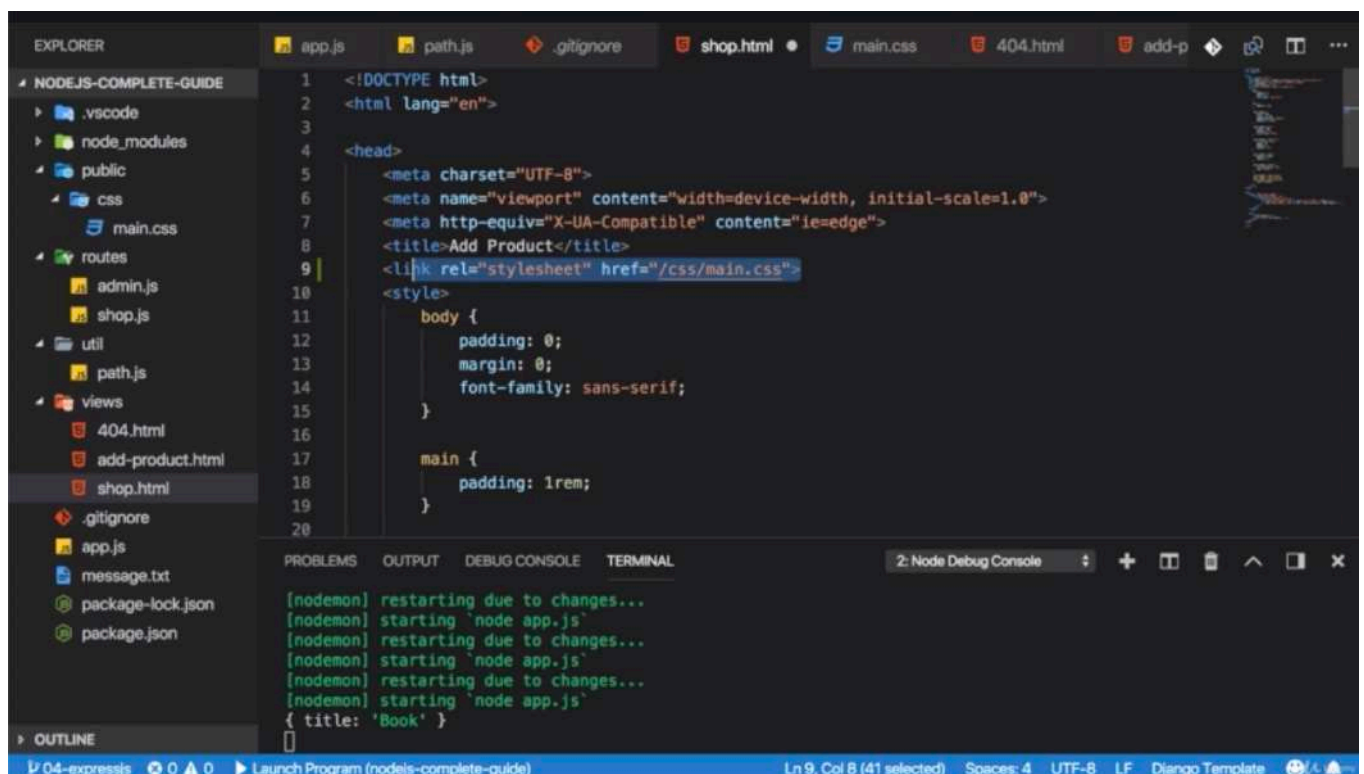 EXPLORER
app.js path.js .gitignore shop.html main.css 404.html add-p
NODEJS-COMPLETE-GUIDE
.vscode
node_modules
public
css
main.css
routes
admin.js
shop.js
util
path.js
views
404.html
add-product.html
shop.html
.gitignore
app.js
message.txt
package-lock.json
package.json
OUTLINE
1 <!DOCTYPE html>
2 <html lang="en">
3
4 <head>
5 <meta charset="UTF-8">
6 <meta name="viewport" content="width=device-width, initial-scale=1.0">
7 <meta http-equiv="X-UA-Compatible" content="ie=edge">
8 <title>Add Product</title>
9 <link rel="stylesheet" href="/css/main.css">
10 <style>
11 body {
12 padding: 0;
13 margin: 0;
14 font-family: sans-serif;
15 }
16
17 main {
18 padding: 1rem;
19 }
20
PROBLEMS OUTPUT DEBUG CONSOLE TERMINAL 2: Node Debug Console
[nodemon] restarting due to changes...
[nodemon] starting `node app.js`
[nodemon] restarting due to changes...
[nodemon] starting `node app.js`
[nodemon] restarting due to changes...
[nodemon] starting `node app.js`
{ title: 'Book' }
04-expressjs 0 0 Launch Program (nodejs-complete-guide) Ln 9, Col 8 (41 selected) Spaces: 4 UTF-8 LF Django Template